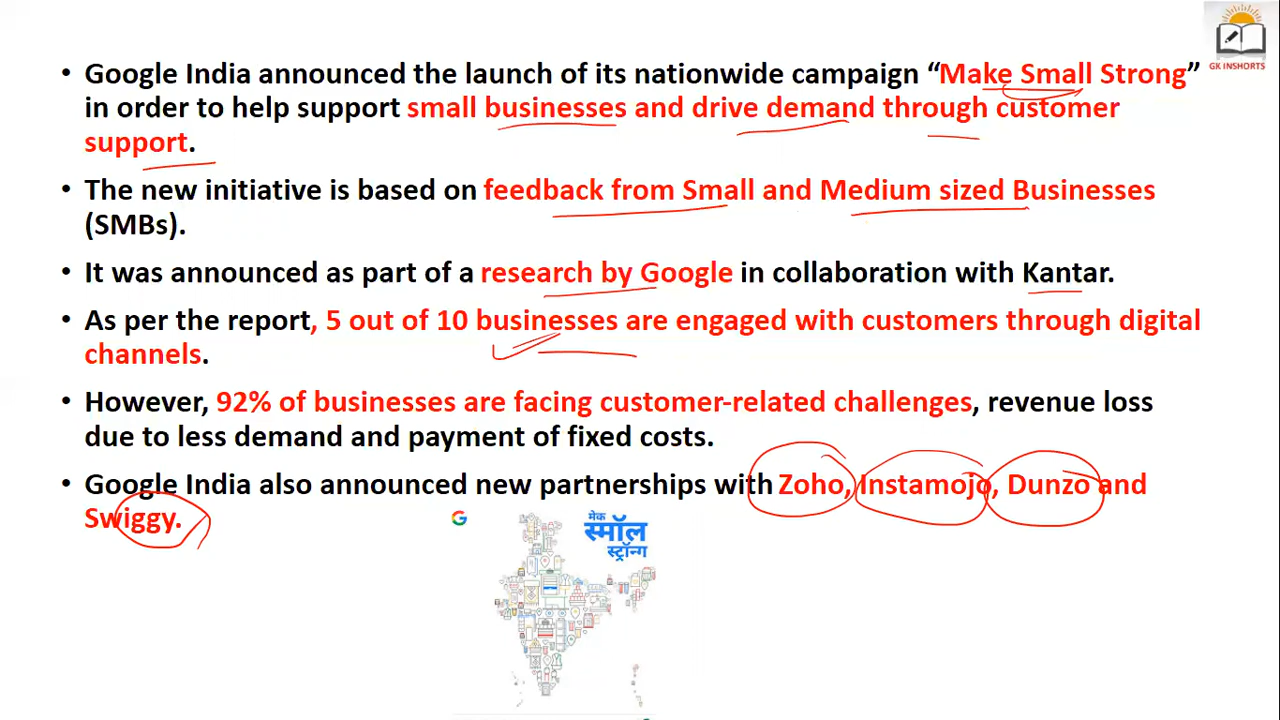 GK INSHORTS
• Google India announced the launch of its nationwide campaign “Make Small Strong”
in order to help support small businesses and drive demand through customer
support.
• The new initiative is based on feedback from Small and Medium sized Businesses
(SMBs).
• It was announced as part of a research by Google in collaboration with Kantar.
• As per the report, 5 out of 10 businesses are engaged with customers through digital
channels.
• However, 92% of businesses are facing customer-related challenges, revenue loss
due to less demand and payment of fixed costs.
• Google India also announced new partnerships with Zoho, Instamojo, Dunzo and
Swiggy.
G
मेक
स्मॉल
स्ट्रॉन्ग